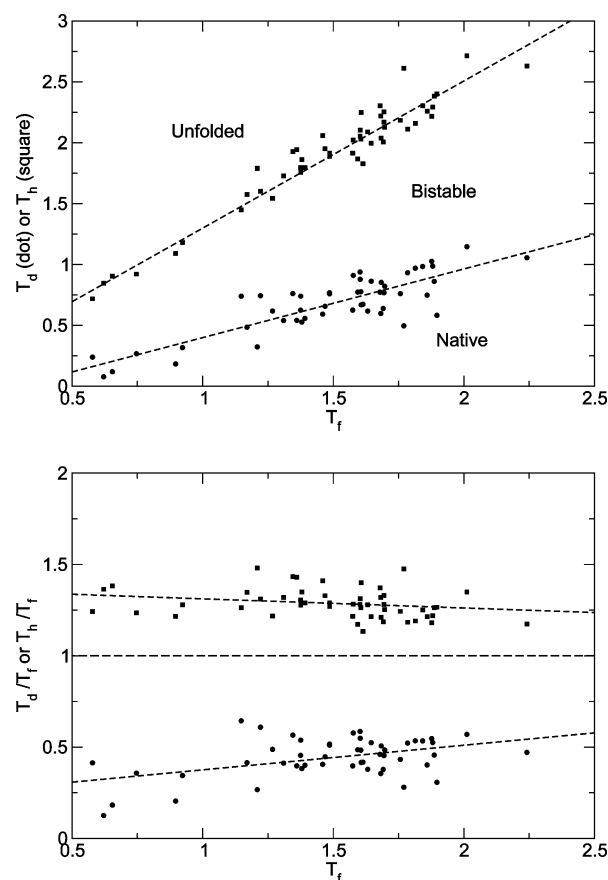 3
2.5
2
1.5
1
0.5
0
T_d (dot) or T_h (square)
Unfolded
Bistable
Native
0.5 1 1.5 2 2.5
T_f
2
1.5
1
0.5
0
T_d /T_f or T_h /T_f
0.5 1 1.5 2 2.5
T_f